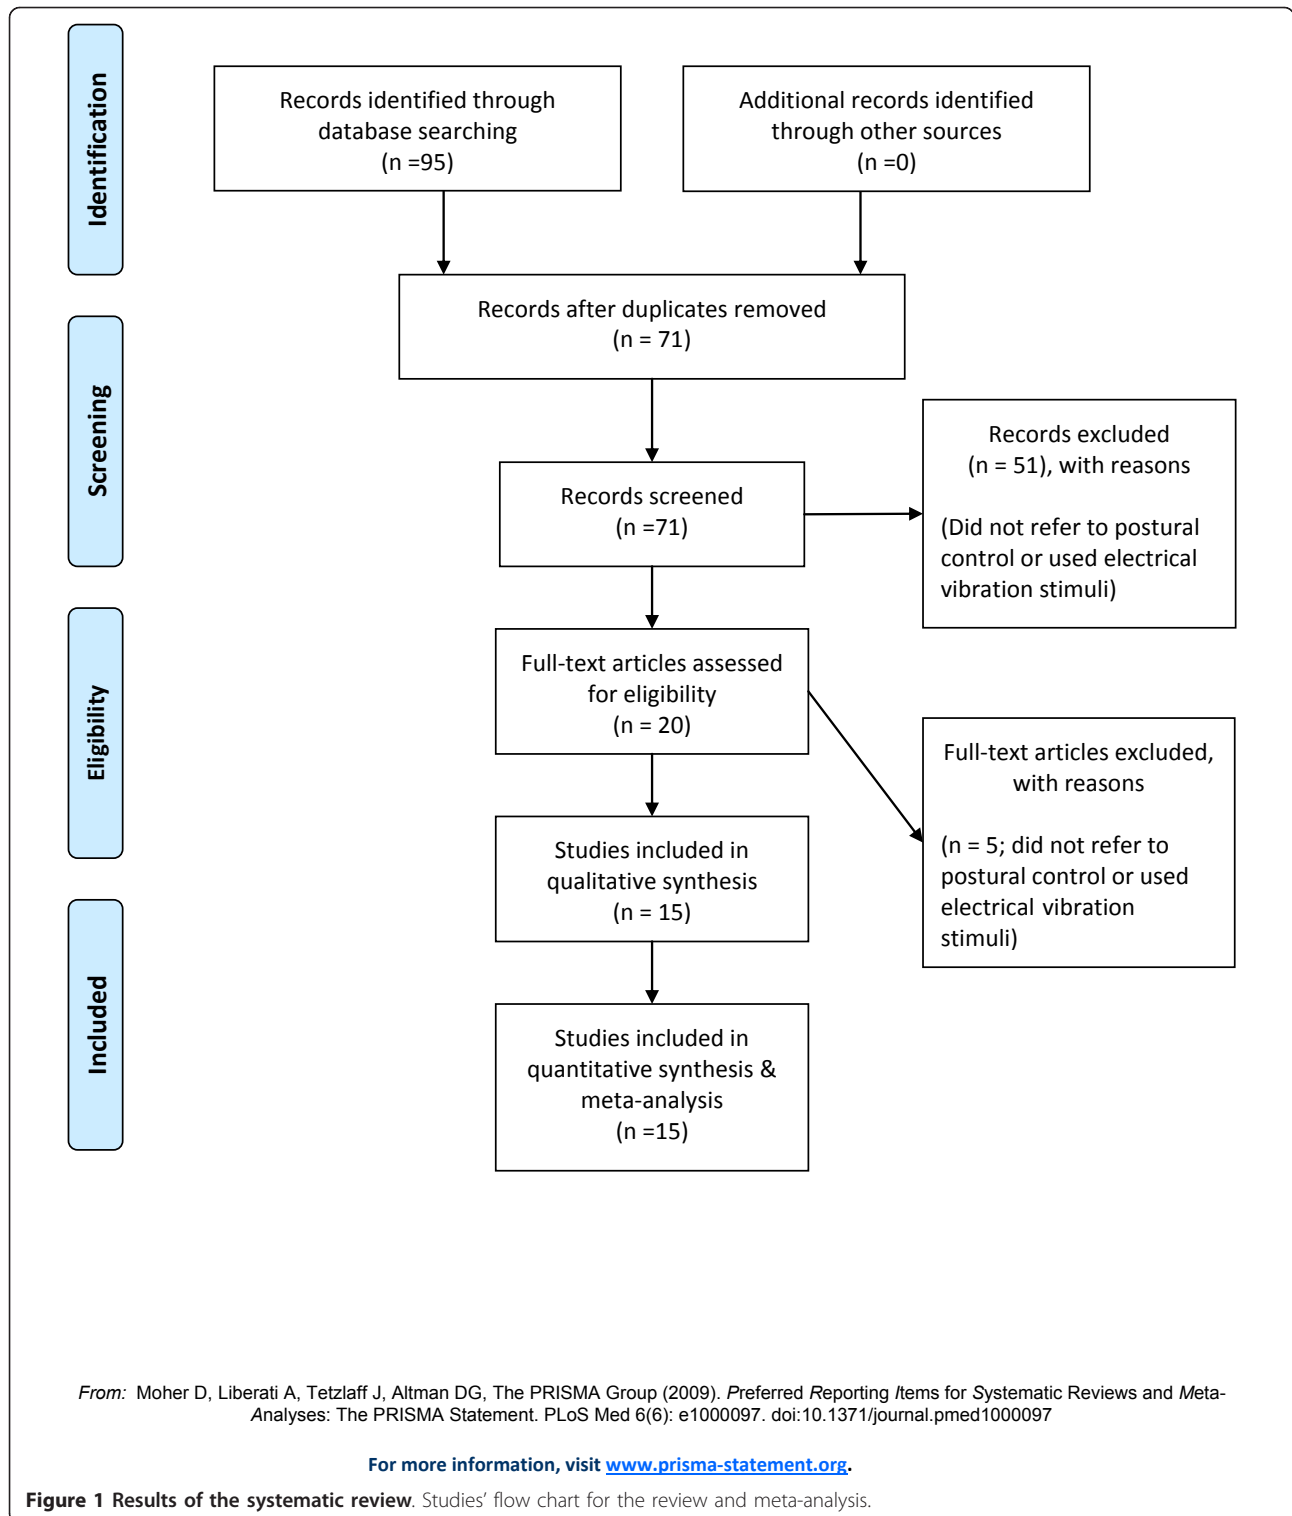 Identification
Records identified through
database searching
(n =95)
Additional records identified
through other sources
(n =0)
Records after duplicates removed
(n = 71)
Screening
Records screened
(n =71)
Records excluded
(n = 51), with reasons
(Did not refer to postural
control or used electrical
vibration stimuli)
Eligibility
Full-text articles assessed
for eligibility
(n = 20)
Full-text articles excluded,
with reasons
(n = 5; did not refer to
postural control or used
electrical vibration
stimuli)
Studies included in
qualitative synthesis
(n = 15)
Included
Studies included in
quantitative synthesis &
meta-analysis
(n =15)
From: Moher D, Liberati A, Tetzlaff J, Altman DG, The PRISMA Group (2009). Preferred Reporting Items for Systematic Reviews and Meta-
Analyses: The PRISMA Statement. PLoS Med 6(6): e1000097. doi:10.1371/journal.pmed1000097
For more information, visit www.prisma-statement.org.
Figure 1 Results of the systematic review. Studies' flow chart for the review and meta-analysis.